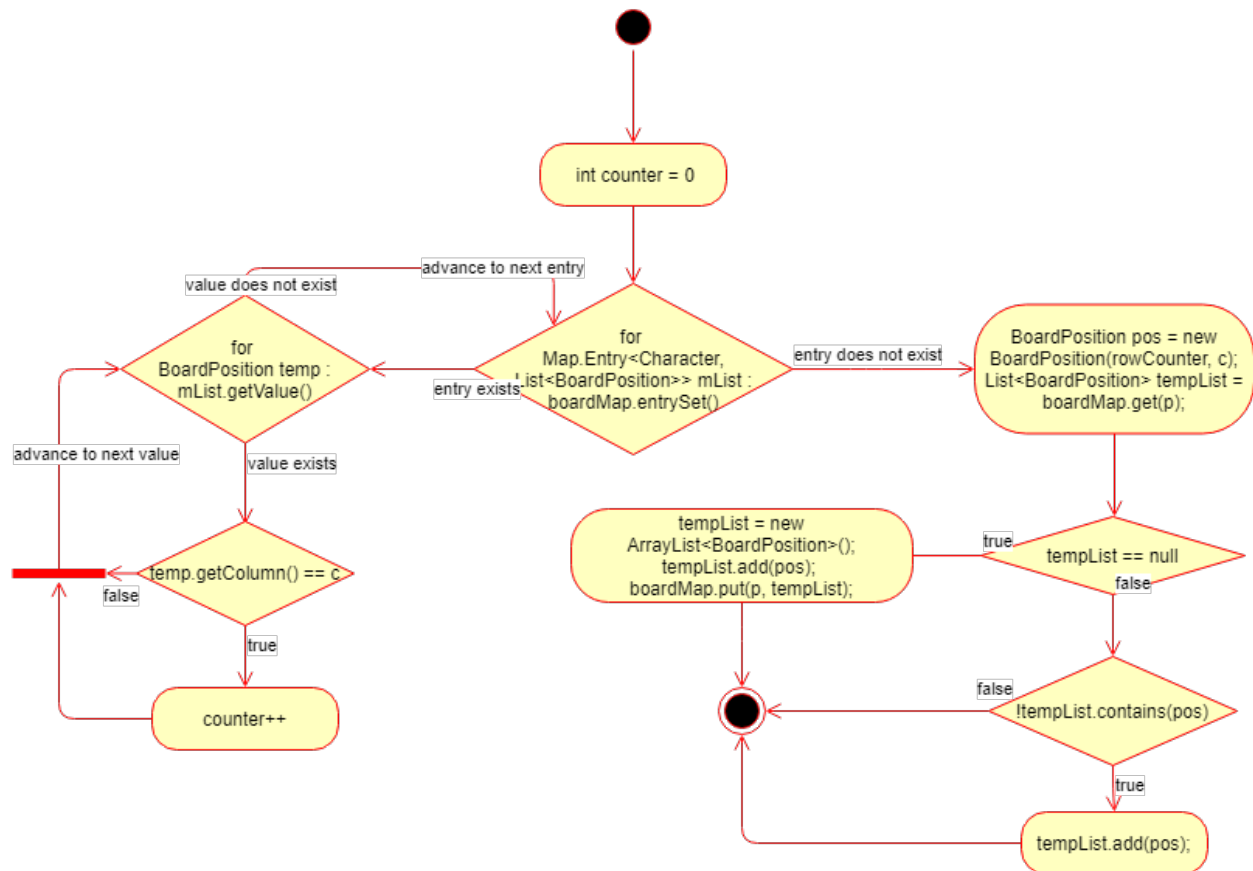 int counter = 0
advance to next entry
value does not exist
for
BoardPosition temp :
mList.getValue()
for
Map.Entry<Character,
List<BoardPosition>> mList :
boardMap.entrySet()
entry exists
entry does not exist
BoardPosition pos = new
BoardPosition(rowCounter, c);
List<BoardPosition> tempList =
boardMap.get(p);
advance to next value
value exists
temp.getColumn() == c
false
true
counter++
tempList = new
ArrayList<BoardPosition>();
tempList.add(pos);
boardMap.put(p, tempList);
true
tempList == null
false
false
!tempList.contains(pos)
true
tempList.add(pos);